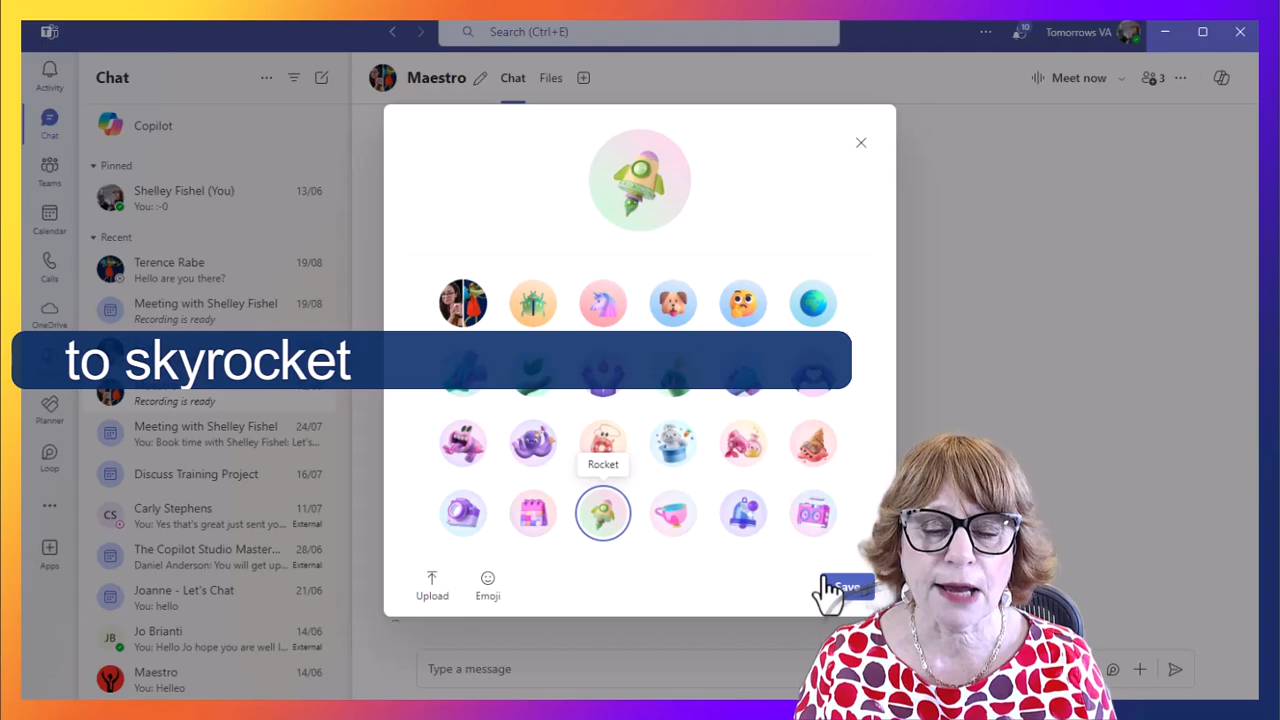 Search (Ctrl+E)
10
Tomorrows VA
Activity
Chat
Teams
Calendar
Calls
OneDrive
Planner
Loop
Apps
Chat
Copilot
Pinned
Shelley Fishel (You)
13/06
You: :-0
Recent
Terence Rabe
19/08
Hello are you there?
Meeting with Shelley Fishel
19/08
Recording is ready
Recording is ready
Meeting with Shelley Fishel
24/07
You: Book time with Shelley Fishel: Let's...
Discuss Training Project
16/07
CS
Carly Stephens
11/07
You: Yes that's great just sent yo...
External
The Copilot Studio Master...
28/06
Daniel Anderson: You will get up...
External
Joanne - Let's Chat
21/06
You: hello
JB
Jo Brianti
14/06
You: Hello Jo hope you are well I...
External
Maestro
14/06
You: Helleo
Maestro
Chat
Files
Meet now
3
to skyrocket
Rocket
Upload
Emoji
Save
Type a message